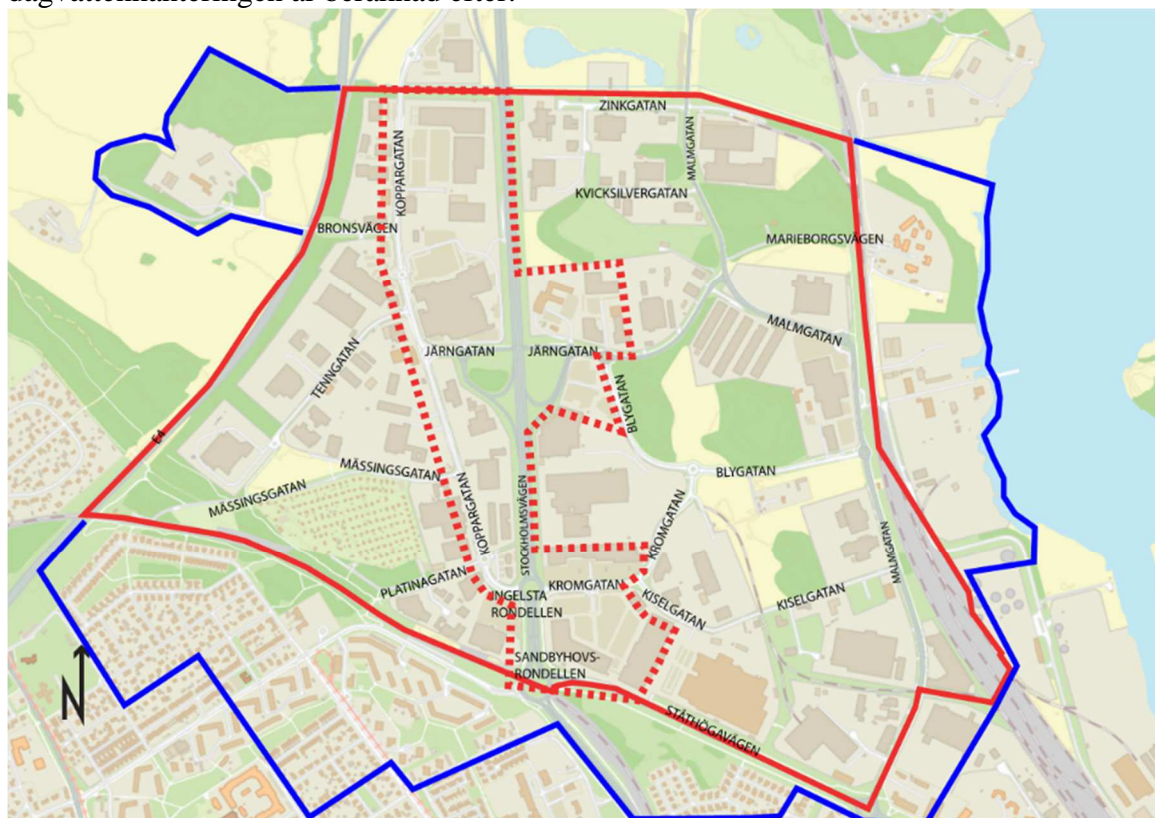 dagvattenhanteringen är beräknad efter.
ZINKGATAN
KOPPARGATAN
MALMGATAN
KVICKSILVERGATAN
BRONSVÄGEN
MARIEBORGSVÄGEN
MALMGATAN
JÄRNGATAN
JÄRNGATAN
TENNGATAN
BLYGATAN
E4
MÄSSINGSGATAN
BLYGATAN
MÄSSINGSGATAN
KOPPARGATAN
STOCKHOLMSVÄGEN
KROMGATAN
MALMGATAN
PLATINAGATAN
KROMGATAN
KISELGATAN
KISELGATAN
INGELSTA
RONDELLEN
SANDBYHOVS-
RONDELLEN
N
STÅTHÖGAVÄGEN